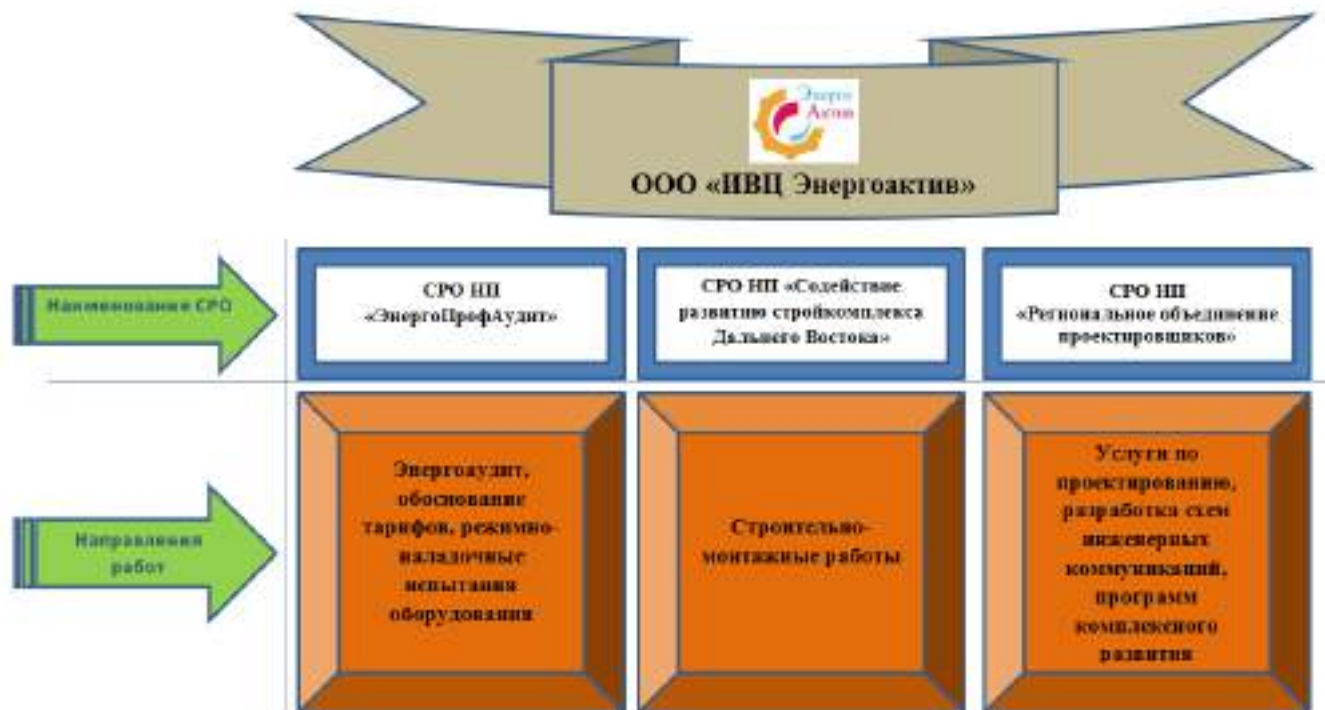 Энерго
Актив
ООО «ИВЦ Энергоактив»
Наименование СРО
СРО НП
«ЭнергоПрофАудит»
СРО НП «Содействие
развитию стройкомплекса
Дальнего Востока»
СРО НП
«Региональное объединение
проектировщиков»
Направления
работ
Энергоаудит,
обоснование
тарифов, режимно-
наладочные
испытания
оборудования
Строительно-
монтажные работы
Услуги по
проектированию,
разработка схем
инженерных
коммуникаций,
программ
комплексного
развития